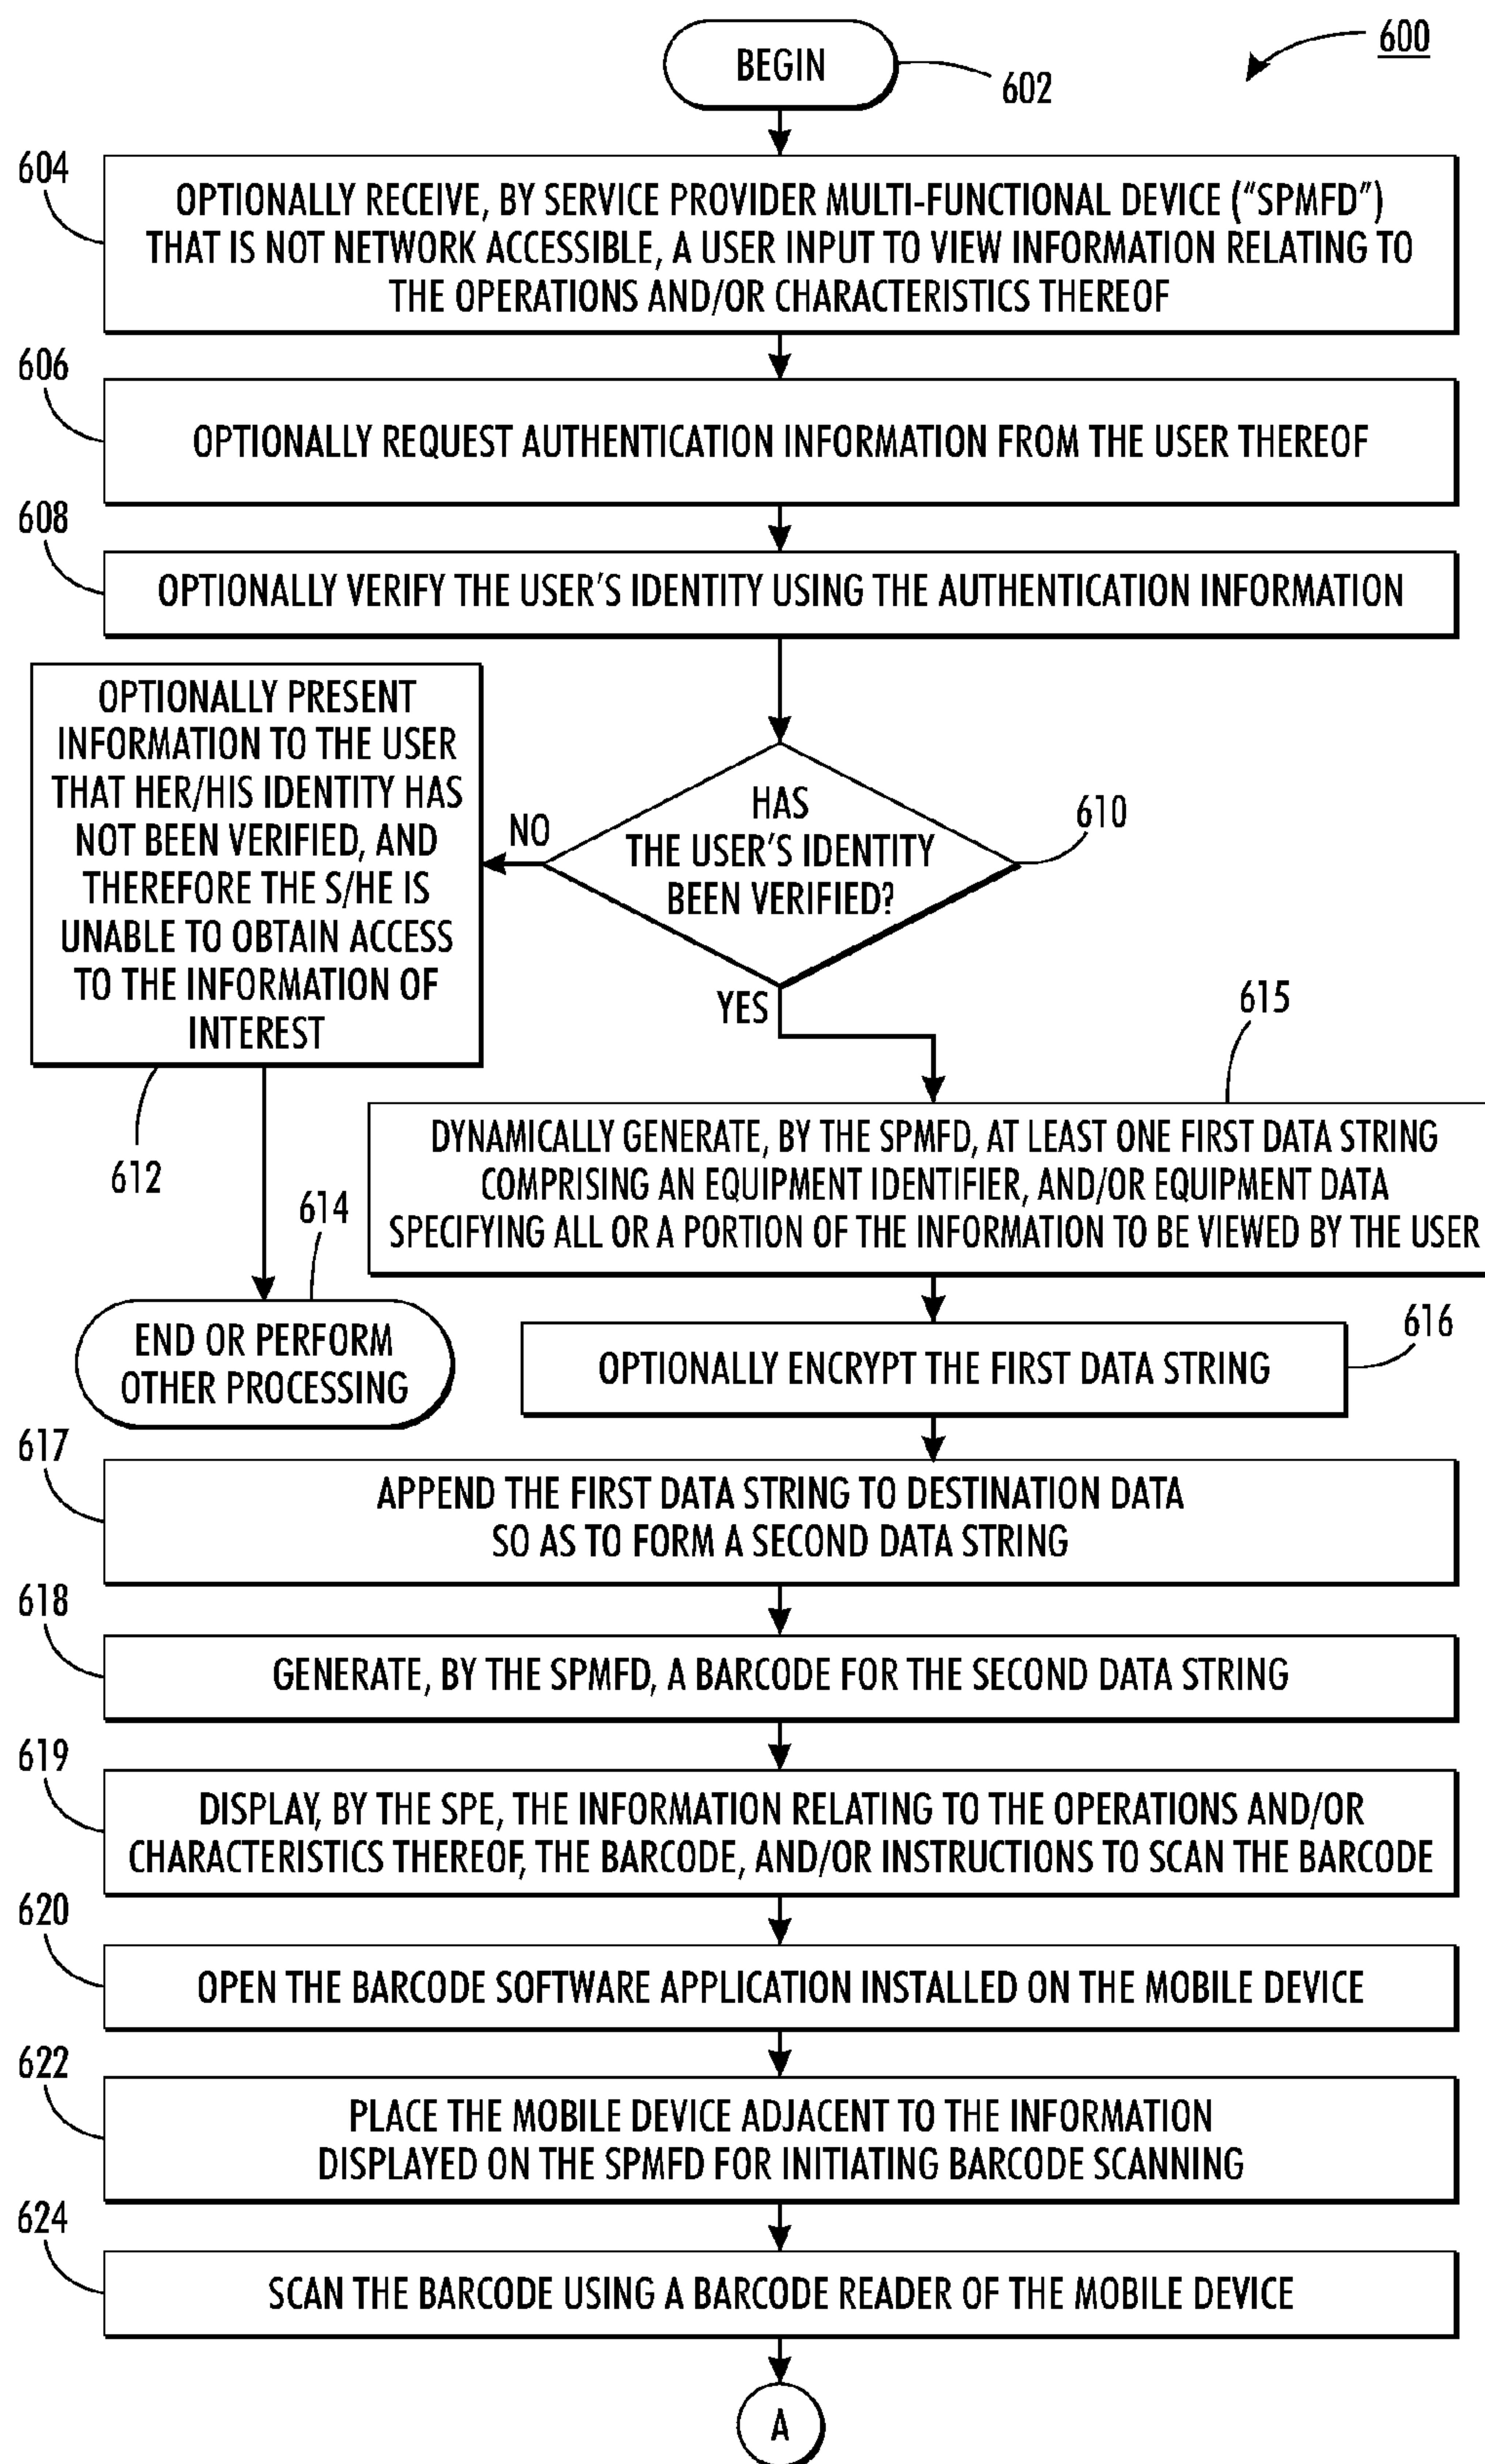 600
BEGIN
602
604
OPTIONALLY RECEIVE, BY SERVICE PROVIDER MULTI-FUNCTIONAL DEVICE ("SPMFD")
THAT IS NOT NETWORK ACCESSIBLE, A USER INPUT TO VIEW INFORMATION RELATING TO
THE OPERATIONS AND/OR CHARACTERISTICS THEREOF
606
OPTIONALLY REQUEST AUTHENTICATION INFORMATION FROM THE USER THEREOF
608
OPTIONALLY VERIFY THE USER'S IDENTITY USING THE AUTHENTICATION INFORMATION
HAS
THE USER'S IDENTITY
BEEN VERIFIED?
610
NO
OPTIONALLY PRESENT
INFORMATION TO THE USER
THAT HER/HIS IDENTITY HAS
NOT BEEN VERIFIED, AND
THEREFORE THE S/HE IS
UNABLE TO OBTAIN ACCESS
TO THE INFORMATION OF
INTEREST
612
614
END OR PERFORM
OTHER PROCESSING
YES
615
DYNAMICALLY GENERATE, BY THE SPMFD, AT LEAST ONE FIRST DATA STRING
COMPRISING AN EQUIPMENT IDENTIFIER, AND/OR EQUIPMENT DATA
SPECIFYING ALL OR A PORTION OF THE INFORMATION TO BE VIEWED BY THE USER
616
OPTIONALLY ENCRYPT THE FIRST DATA STRING
617
APPEND THE FIRST DATA STRING TO DESTINATION DATA
SO AS TO FORM A SECOND DATA STRING
618
GENERATE, BY THE SPMFD, A BARCODE FOR THE SECOND DATA STRING
619
DISPLAY, BY THE SPE, THE INFORMATION RELATING TO THE OPERATIONS AND/OR
CHARACTERISTICS THEREOF, THE BARCODE, AND/OR INSTRUCTIONS TO SCAN THE BARCODE
620
OPEN THE BARCODE SOFTWARE APPLICATION INSTALLED ON THE MOBILE DEVICE
622
PLACE THE MOBILE DEVICE ADJACENT TO THE INFORMATION
DISPLAYED ON THE SPMFD FOR INITIATING BARCODE SCANNING
624
SCAN THE BARCODE USING A BARCODE READER OF THE MOBILE DEVICE
A